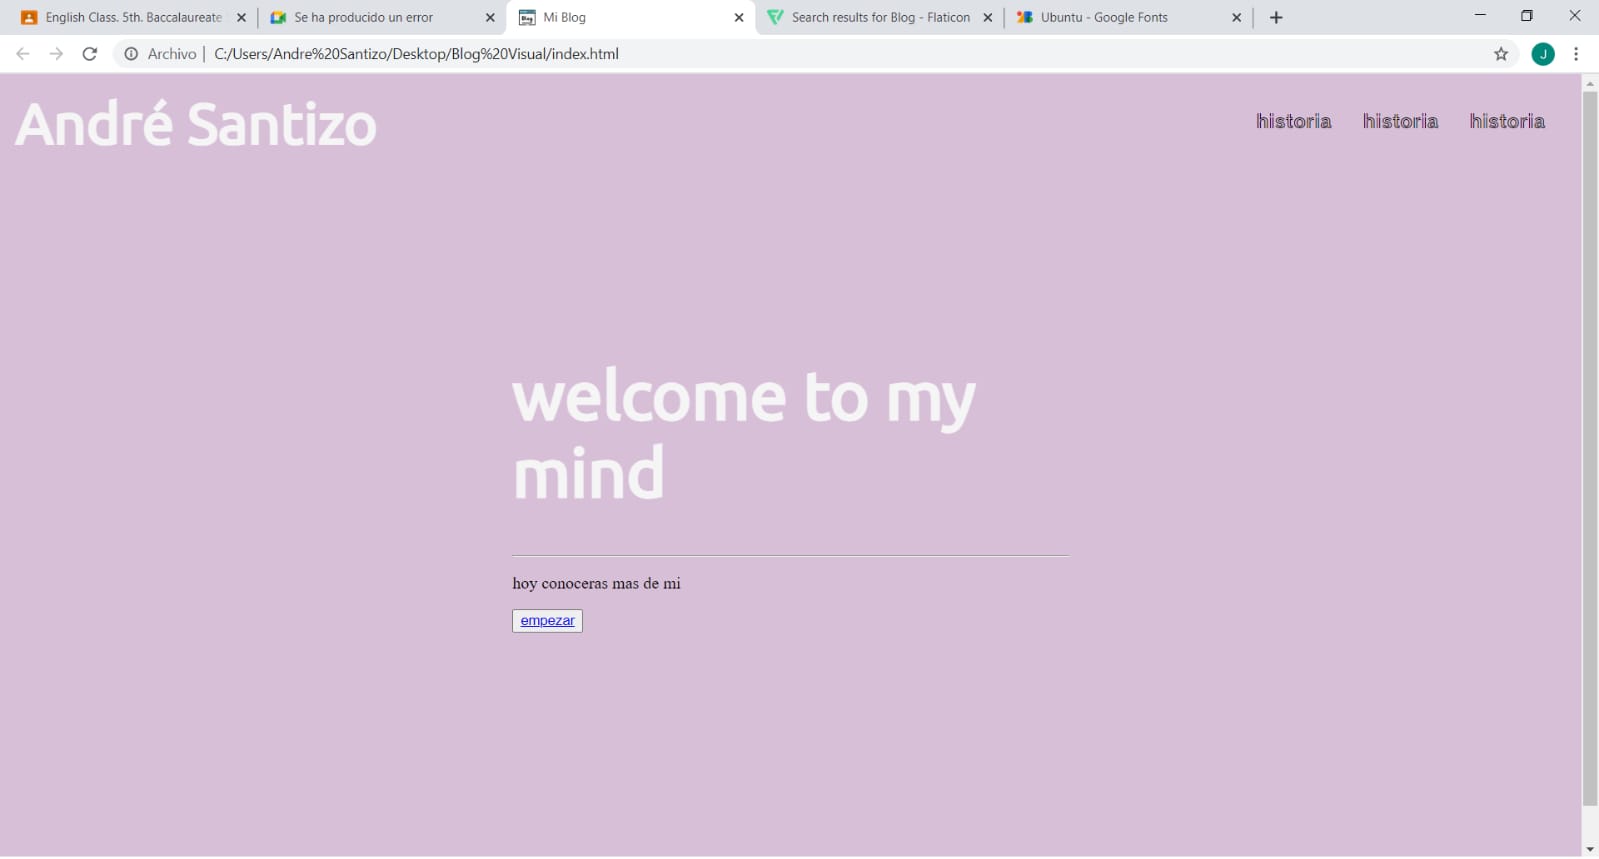 English Class. 5th. Baccalaureate
Se ha producido un error
Mi Blog
Search results for Blog - Flaticon
Ubuntu - Google Fonts
Archivo | C:/Users/Andre%20Santizo/Desktop/Blog%20Visual/index.html
J
André Santizo
historia historia historia
welcome to my
mind
hoy conoceras mas de mi
empezar